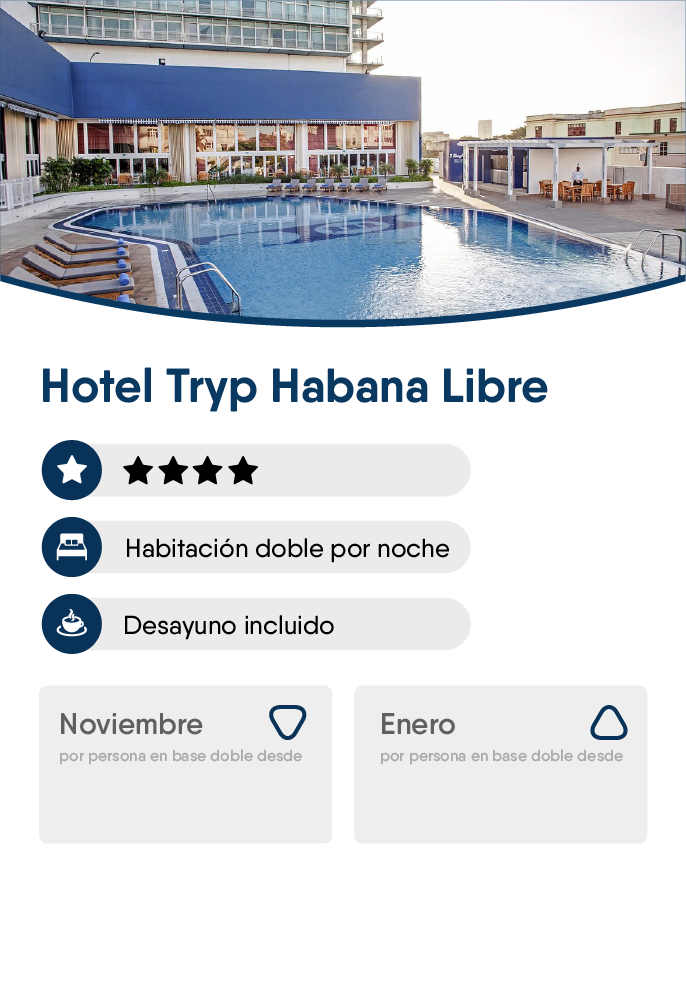 Hotel Tryp Habana Libre
Habitación doble por noche
Desayuno incluido
Noviembre
por persona en base doble desde
Enero
por persona en base doble desde